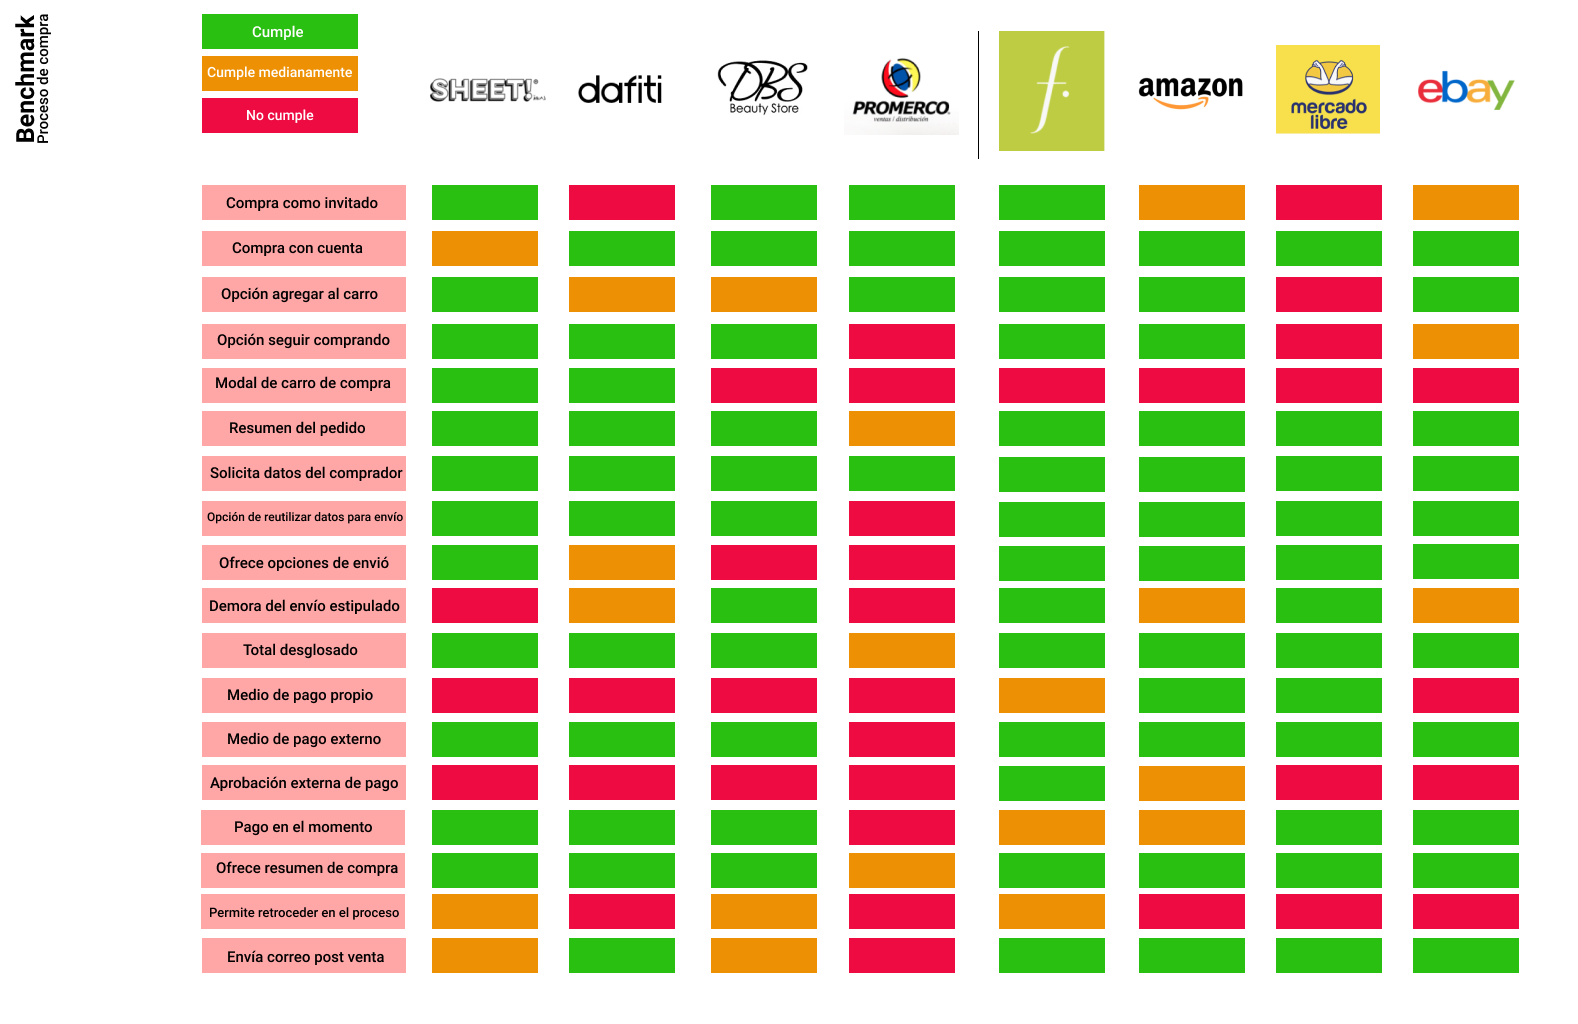 Benchmark
Proceso de compra
Cumple
Cumple medianamente
No cumple
SHEET!
dafiti
DBS
Beauty Store
PROMERCO.
ventas / distribución
f.
amazon
mercado
libre
ebay
Compra como invitado
Compra con cuenta
Opción agregar al carro
Opción seguir comprando
Modal de carro de compra
Resumen del pedido
Solicita datos del comprador
Opción de reutilizar datos para envío
Ofrece opciones de envió
Demora del envío estipulado
Total desglosado
Medio de pago propio
Medio de pago externo
Aprobación externa de pago
Pago en el momento
Ofrece resumen de compra
Permite retroceder en el proceso
Envía correo post venta